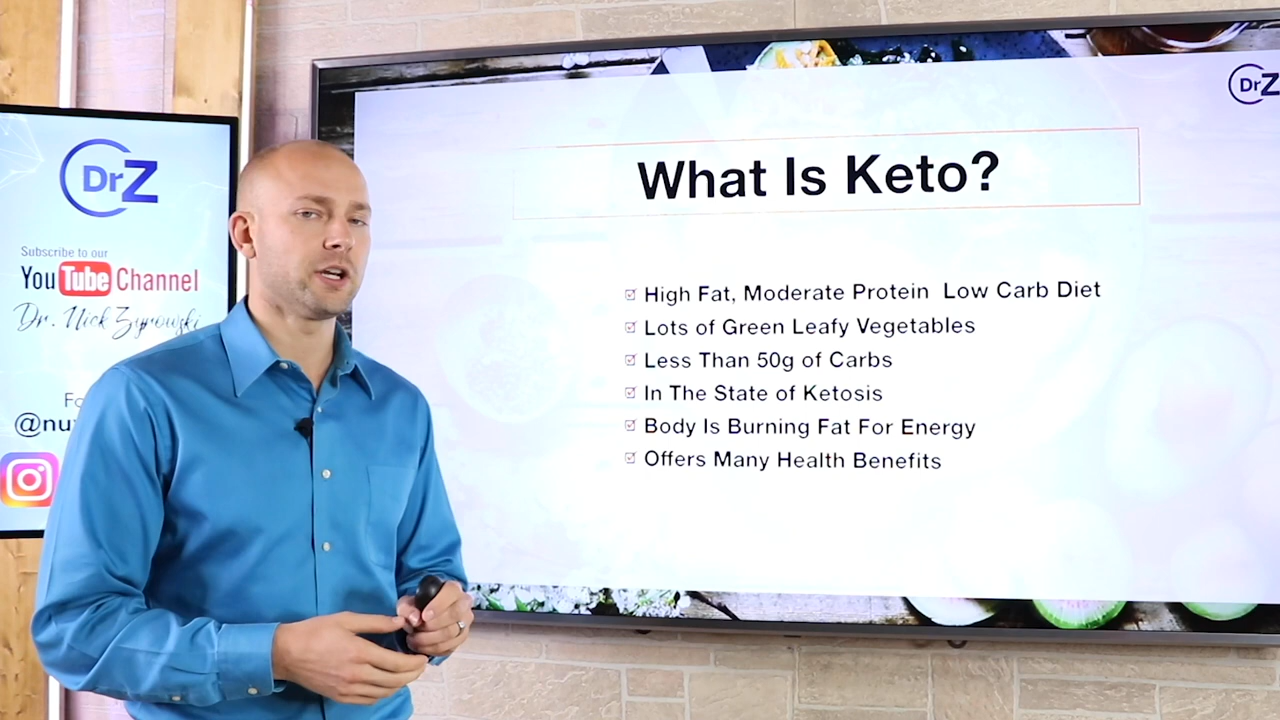 DrZ
Subscribe to our
YouTube Channel
Dr. Nick Zyrowski
Fo
@nu
DrZ
What Is Keto?
High Fat, Moderate Protein Low Carb Diet
Lots of Green Leafy Vegetables
Less Than 50g of Carbs
In The State of Ketosis
Body Is Burning Fat For Energy
Offers Many Health Benefits